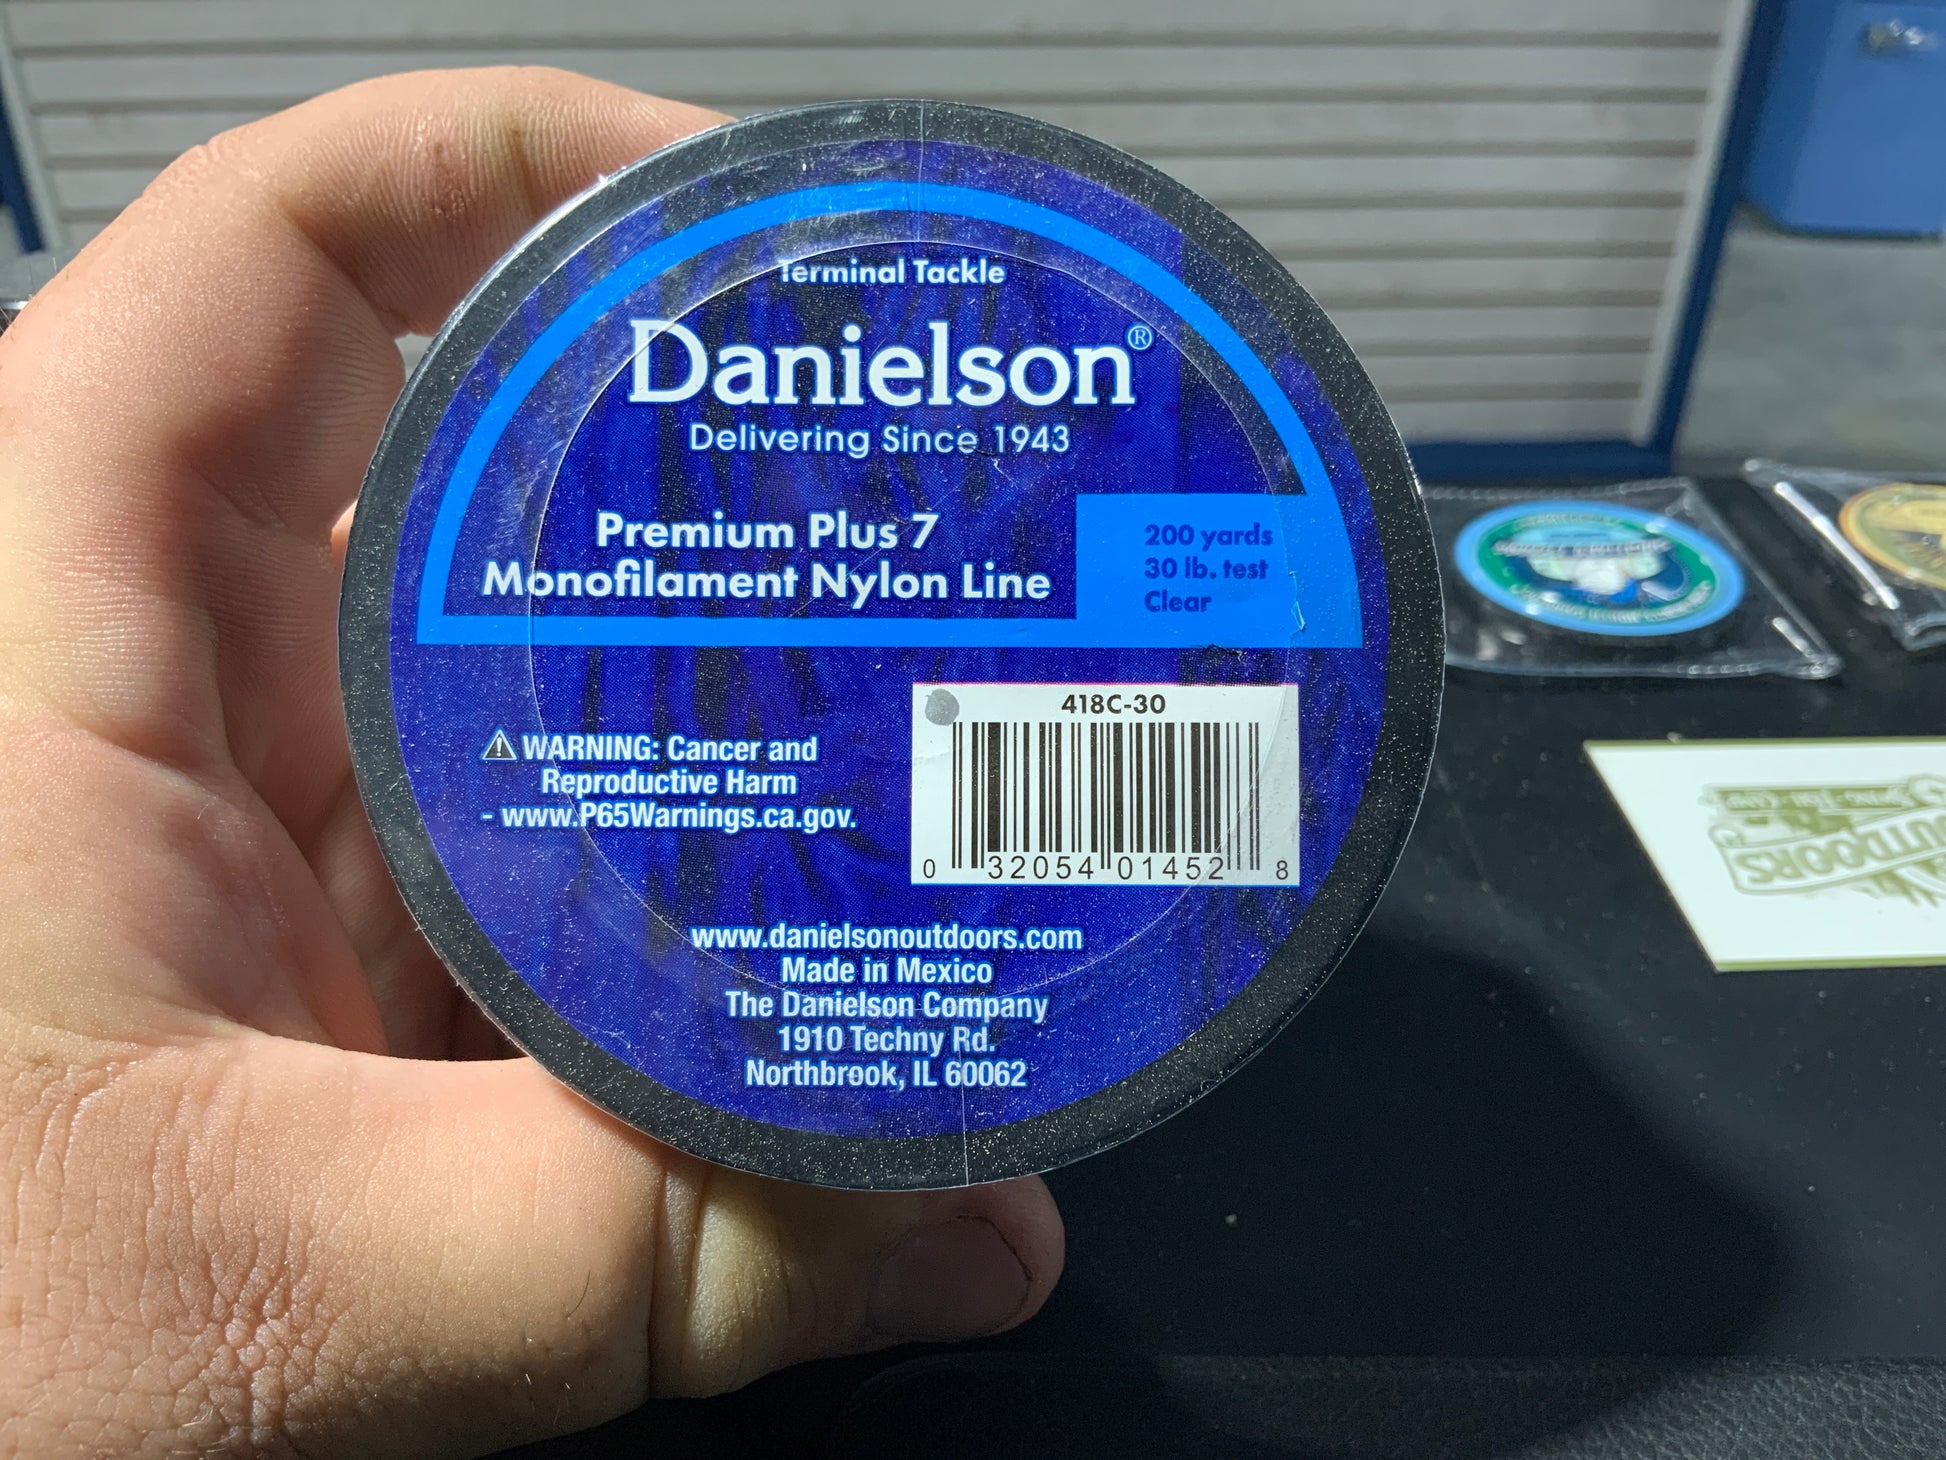 Terminal Tackle
Danielson®
Delivering Since 1943
Premium Plus 7
Monofilament Nylon Line
200 yards
30 lb. test
Clear
418C-30
0 32054 01452 8
⚠ WARNING: Cancer and
Reproductive Harm
- www.P65Warnings.ca.gov.
www.danielsonoutdoors.com
Made in Mexico
The Danielson Company
1910 Techny Rd.
Northbrook, IL 60062
OUTDOORS